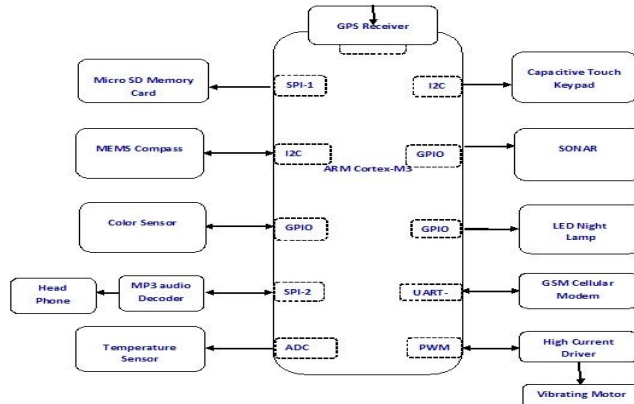 GPS Receiver
Micro SD Memory
Card
SPI-1
I2C
Capacitive Touch
Keypad
MEMS Compass
I2C
ARM Cortex-M3
GPIO
SONAR
Color Sensor
GPIO
GPIO
LED Night
Lamp
Head
Phone
MP3 audio
Decoder
SPI-2
UART-
GSM Cellular
Modem
Temperature
Sensor
ADC
PWM
High Current
Driver
Vibrating Motor